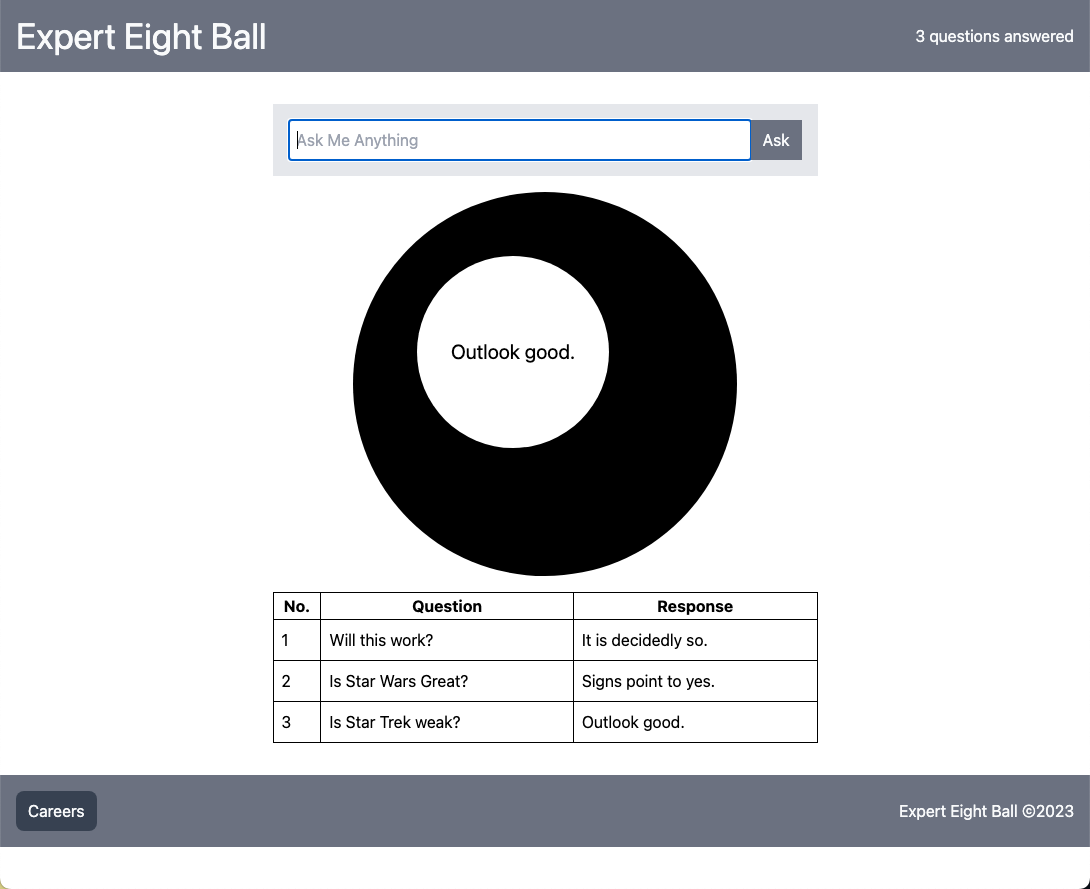 Expert Eight Ball
3 questions answered
Ask Me Anything
Ask
Outlook good.
No. Question Response
1 Will this work? It is decidedly so.
2 Is Star Wars Great? Signs point to yes.
3 Is Star Trek weak? Outlook good.
Careers
Expert Eight Ball ©2023